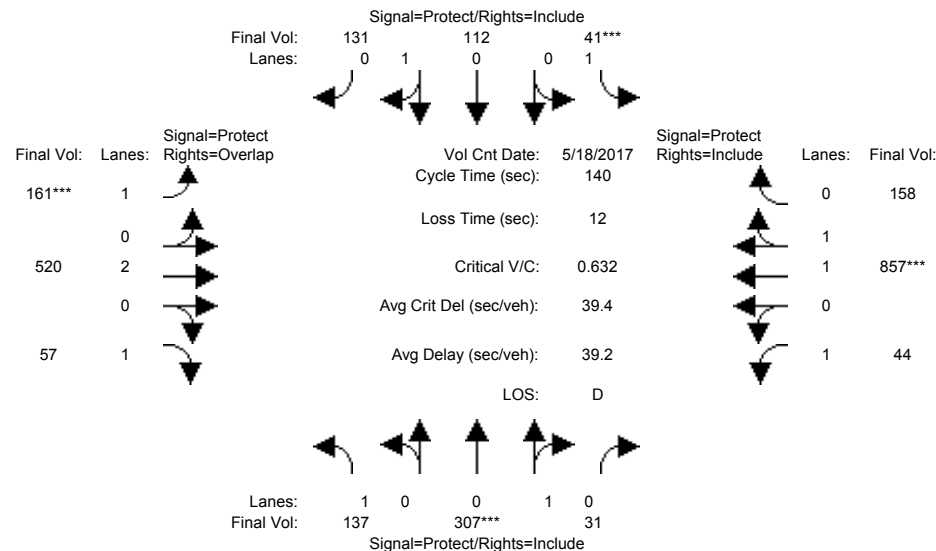 Signal=Protect/Rights=Include
Final Vol: 131 112 41***
Lanes: 0 1 0 0 1
Signal=Protect Signal=Protect
Final Vol: Lanes: Rights=Overlap Vol Cnt Date: 5/18/2017 Rights=Include Lanes: Final Vol:
Cycle Time (sec): 140
161*** 1 0 158
Loss Time (sec): 12
0 1
520 2 Critical V/C: 0.632 1 857***
0 Avg Crit Del (sec/veh): 39.4 0
57 1 Avg Delay (sec/veh): 39.2 1 44
LOS: D
Lanes: 1 0 0 1 0
Final Vol: 137 307*** 31
Signal=Protect/Rights=Include